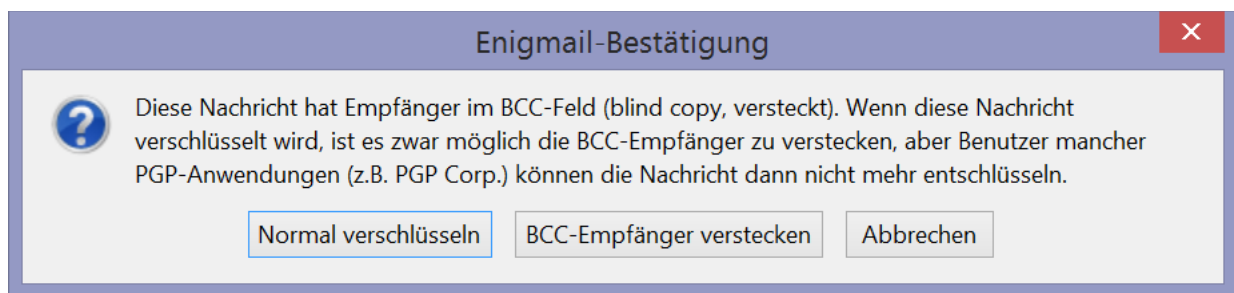 Enigmail-Bestätigung
Diese Nachricht hat Empfänger im BCC-Feld (blind copy, versteckt). Wenn diese Nachricht
verschlüsselt wird, ist es zwar möglich die BCC-Empfänger zu verstecken, aber Benutzer mancher
PGP-Anwendungen (z.B. PGP Corp.) können die Nachricht dann nicht mehr entschlüsseln.
Normal verschlüsseln BCC-Empfänger verstecken Abbrechen